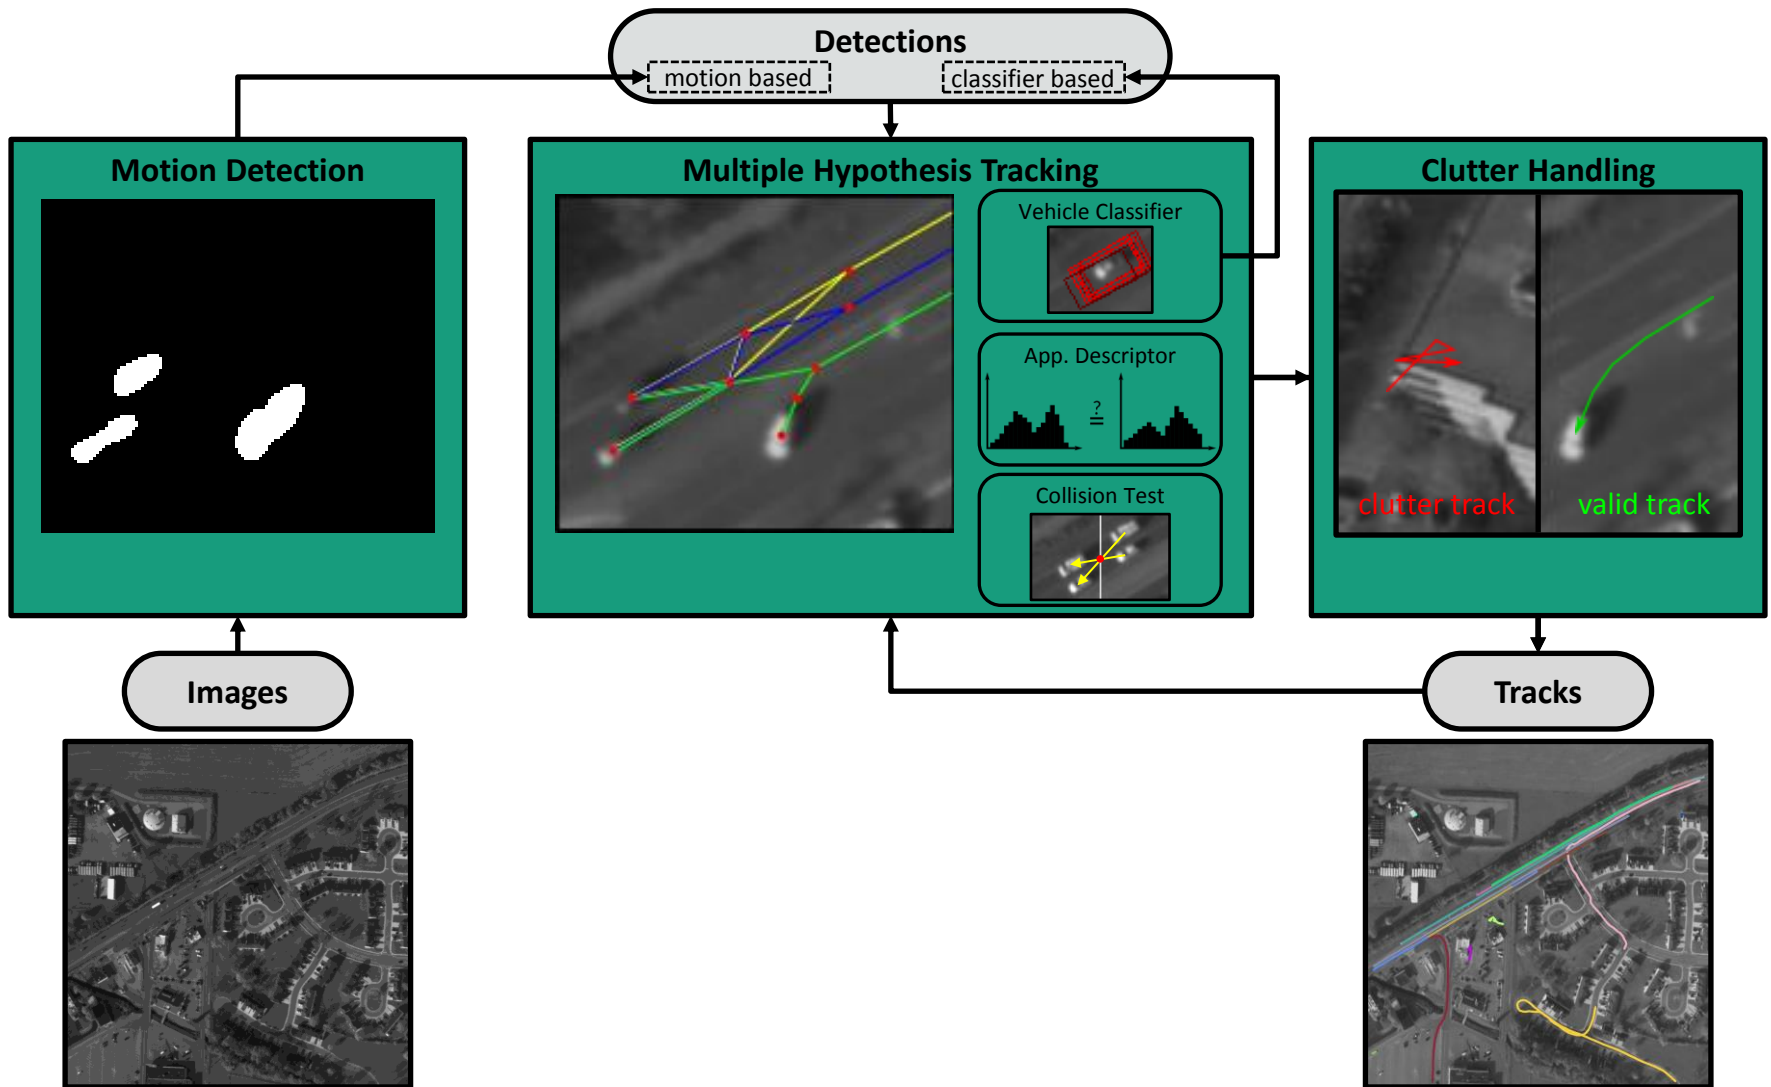 Detections
motion based
classifier based
Motion Detection
Multiple Hypothesis Tracking
Clutter Handling
Vehicle Classifier
App. Descriptor
?
=
Collision Test
clutter track
valid track
Images
Tracks